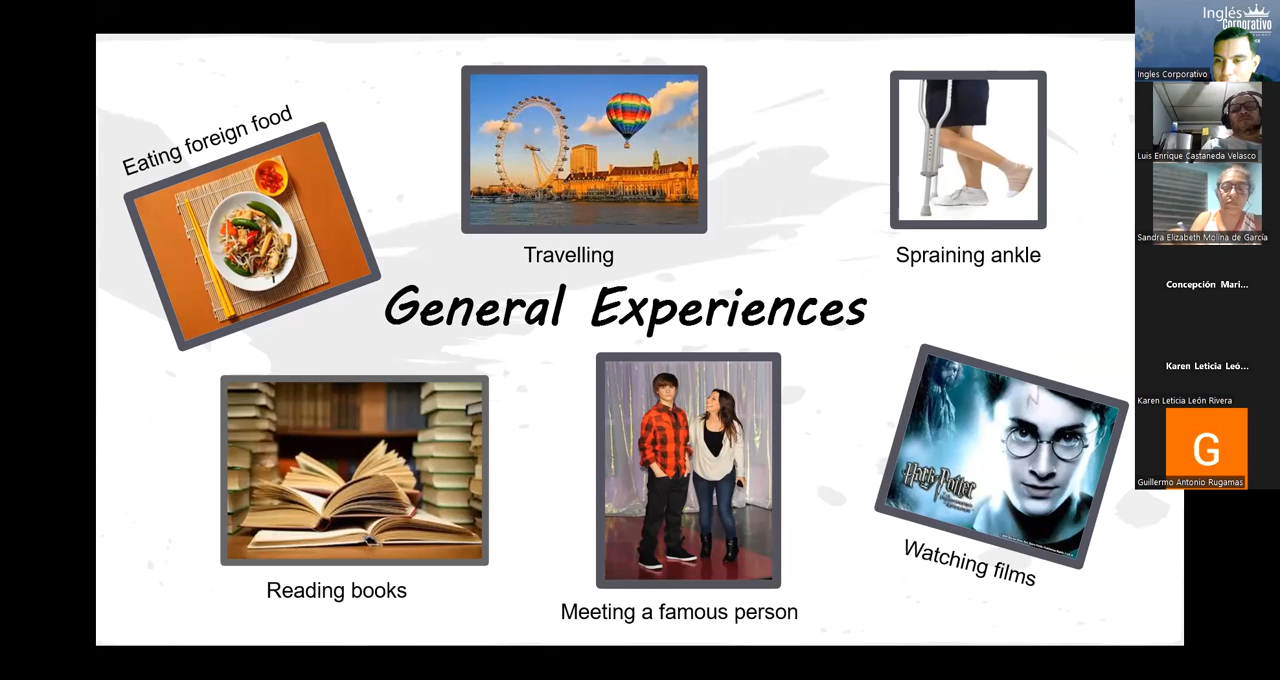 Eating foreign food
Travelling
Spraining ankle
General Experiences
Reading books
Meeting a famous person
Harry Potter
Watching films
Inglés
Corporativo
Ingles Corporativo
Luis Enrique Castaneda Velasco
Sandra Elizabeth Molina de García
Concepción Mari...
Karen Leticia Leó...
Karen Leticia León Rivera
G
Guillermo Antonio Rugamas